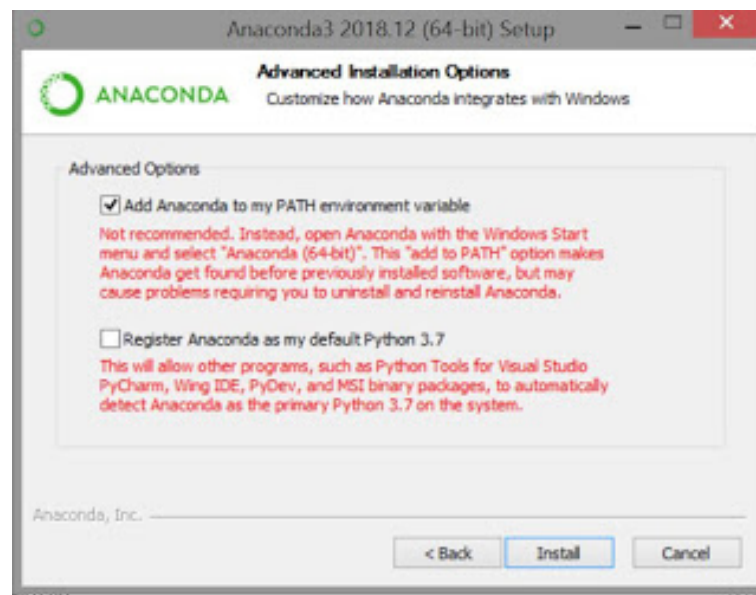 Anaconda3 2018.12 (64-bit) Setup
ANACONDA
Advanced Installation Options
Customize how Anaconda integrates with Windows
Advanced Options
Add Anaconda to my PATH environment variable
Not recommended. Instead, open Anaconda with the Windows Start
menu and select "Anaconda (64-bit)". This "add to PATH" option makes
Anaconda get found before previously installed software, but may
cause problems requiring you to uninstall and reinstall Anaconda.
Register Anaconda as my default Python 3.7
This will allow other programs, such as Python Tools for Visual Studio
PyCharm, Wing IDE, PyDev, and MSI binary packages, to automatically
detect Anaconda as the primary Python 3.7 on the system.
Anaconda, Inc.
< Back
Install
Cancel